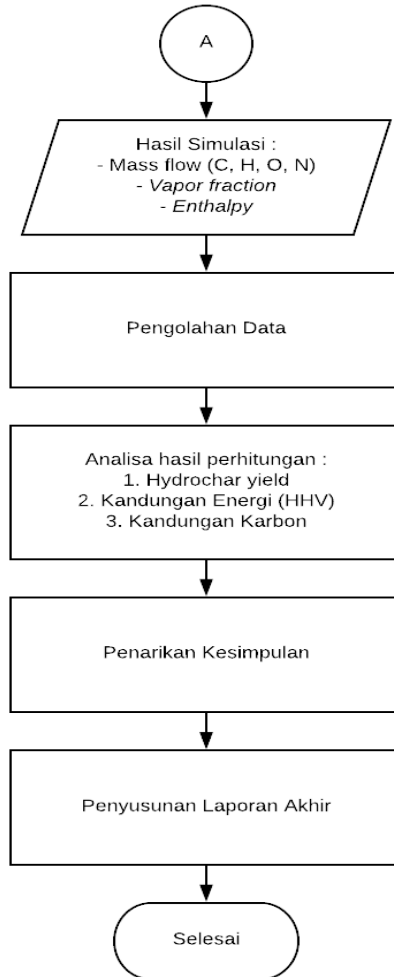 A
Hasil Simulasi :
- Mass flow (C, H, O, N)
- Vapor fraction
- Enthalpy
Pengolahan Data
Analisa hasil perhitungan :
1. Hydrochar yield
2. Kandungan Energi (HHV)
3. Kandungan Karbon
Penarikan Kesimpulan
Penyusunan Laporan Akhir
Selesai